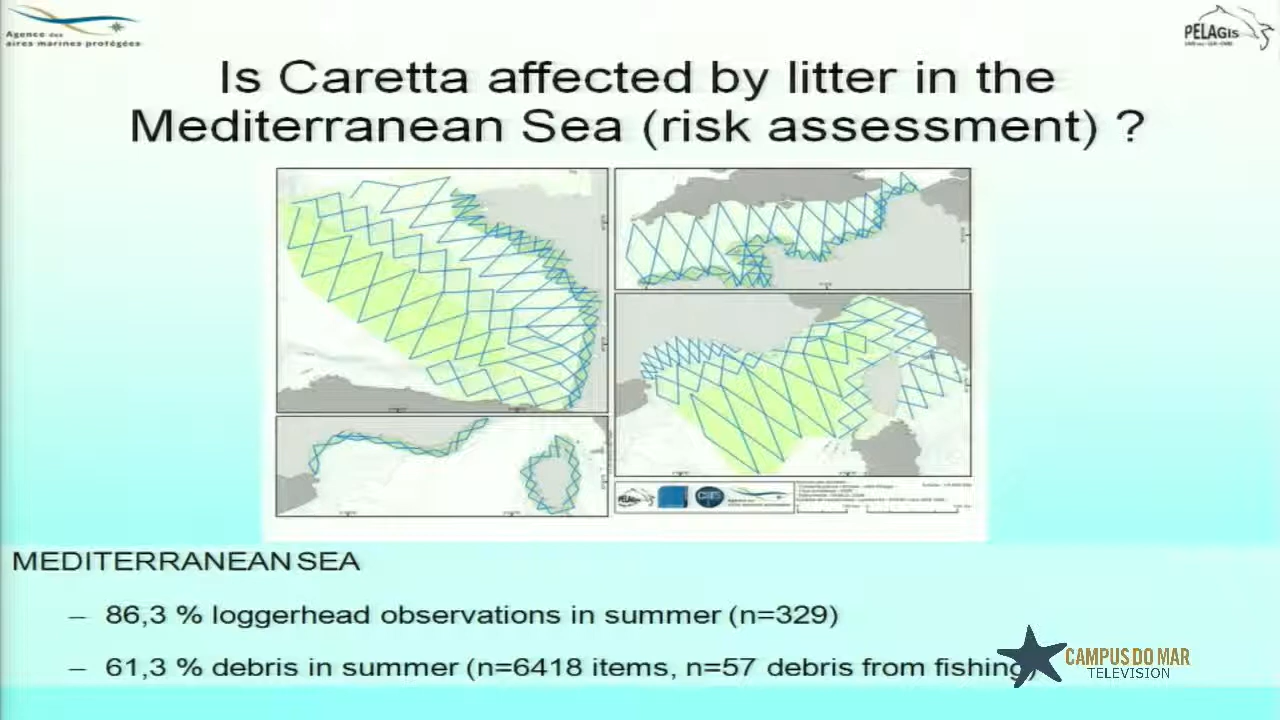 Agence des
aires marines protégées
PELAGIS
Is Caretta affected by litter in the
Mediterranean Sea (risk assessment) ?
PELAGIS
MEDITERRANEAN SEA
– 86,3 % loggerhead observations in summer (n=329)
– 61,3 % debris in summer (n=6418 items, n=57 debris from fishing)
CAMPUS DO MAR
TELEVISION